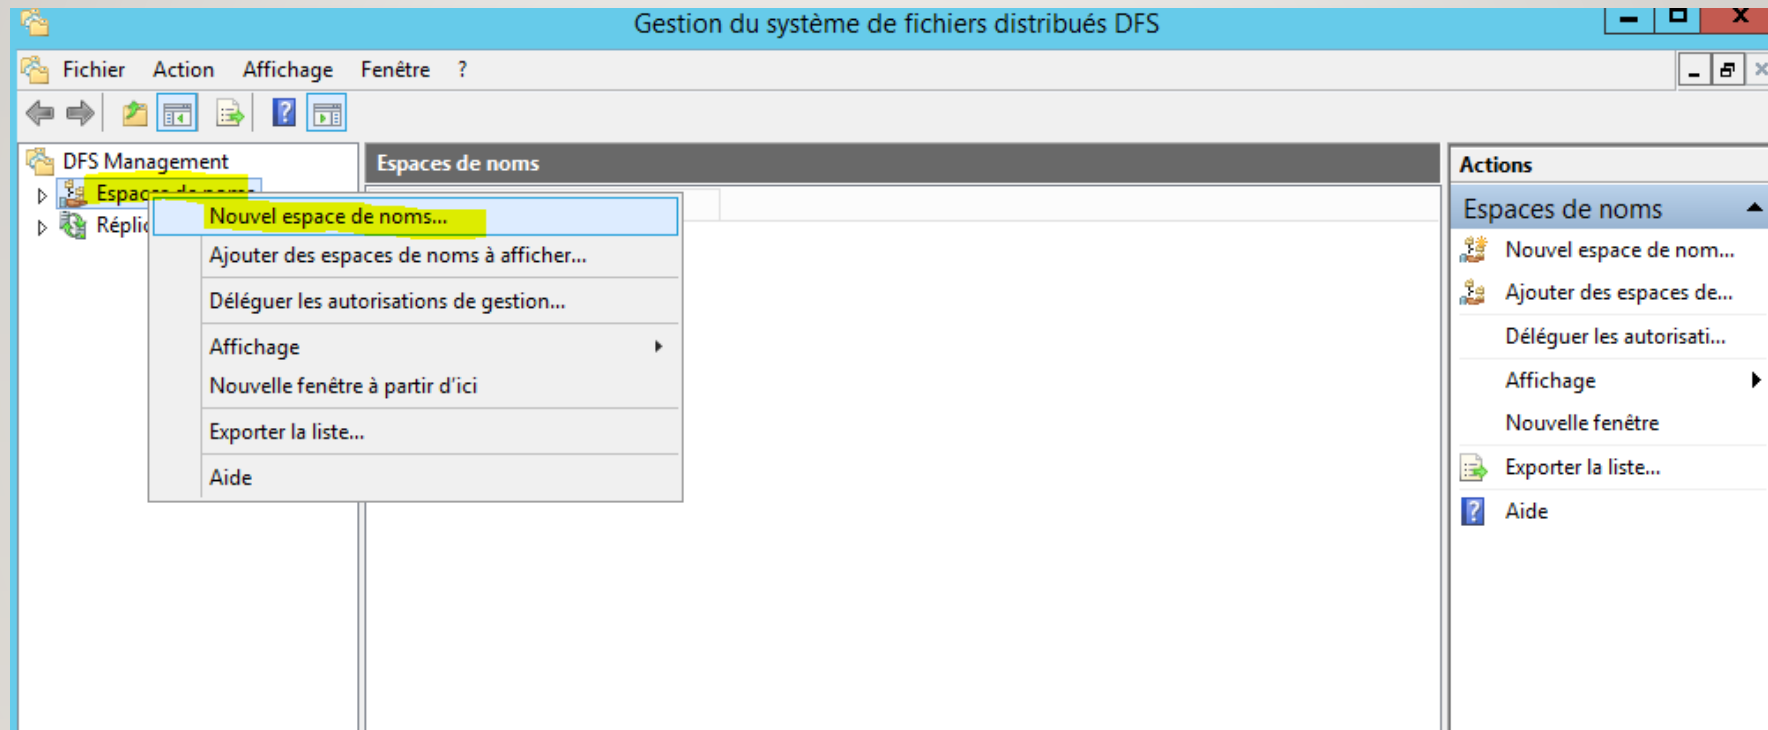 Gestion du système de fichiers distribués DFS
Fichier Action Affichage Fenêtre ?
DFS Management
Espaces de noms
Nouvel espace de noms...
Ajouter des espaces de noms à afficher...
Déléguer les autorisations de gestion...
Affichage
Nouvelle fenêtre à partir d'ici
Exporter la liste...
Aide
Espaces de noms
Actions
Espaces de noms
Nouvel espace de nom...
Ajouter des espaces de...
Déléguer les autorisati...
Affichage
Nouvelle fenêtre
Exporter la liste...
Aide